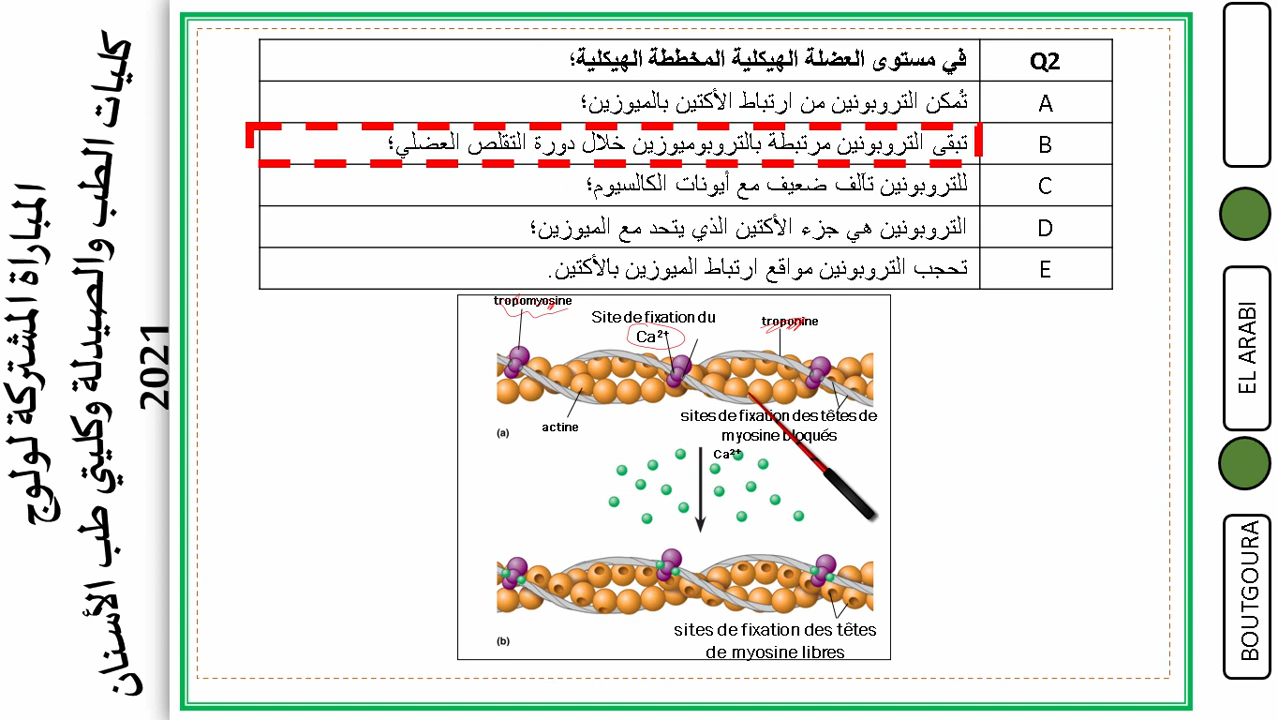 كليات الطب والصيدلة وكليتي طب الأسنان
المباراة المشتركة لولوج
2021
Q2 في مستوى العضلة الهيكلية المخططة الهيكلية؛
A تُمكن التروبونين من ارتباط الأكتين بالميوزين؛
B تبقى التروبونين مرتبطة بالتروبوميوزين خلال دورة التقلص العضلي؛
C للتروبونين تآلف ضعيف مع أيونات الكالسيوم؛
D التروبونين هي جزء الأكتين الذي يتحد مع الميوزين؛
E تحجب التروبونين مواقع ارتباط الميوزين بالأكتين.
tropomyosine
Site de fixation du
Ca²⁺
troponine
actine
sites de fixation des têtes de
myosine bloqués
(a)
Ca²⁺
sites de fixation des têtes
de myosine libres
(b)
EL ARABI
BOUTGOURA